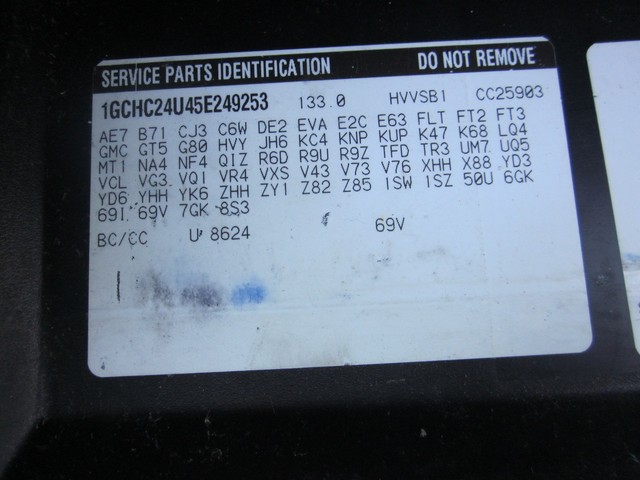 SERVICE PARTS IDENTIFICATION DO NOT REMOVE
1GCHC24U45E249253 133.0 HVVSB1 CC25903
AE7 B71 CJ3 C6W DE2 EVA E2C E63 FLT FT2 FT3
GMC GT5 G80 HVY JH6 KC4 KNP KUP K47 K68 LQ4
MT1 NA4 NF4 QIZ R6D R9U R9Z TFD TR3 UM7 UQ5
VCL VG3 VQ1 VR4 VXS V43 V73 V76 XHH X88 YD3
YD6 YHH YK6 ZHH ZY1 Z82 Z85 1SW 1SZ 50U 6GK
69I 69V 7GK 8S3
BC/CC U 8624 69V